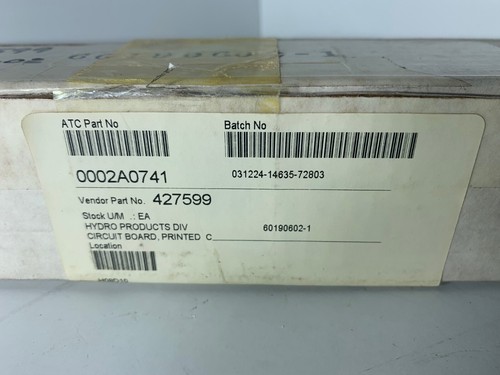 ATC Part No
Batch No
0002A0741
031224-14635-72803
Vendor Part No. 427599
Stock U/M .: EA
HYDRO PRODUCTS DIV
60190602-1
CIRCUIT BOARD, PRINTED C
Location